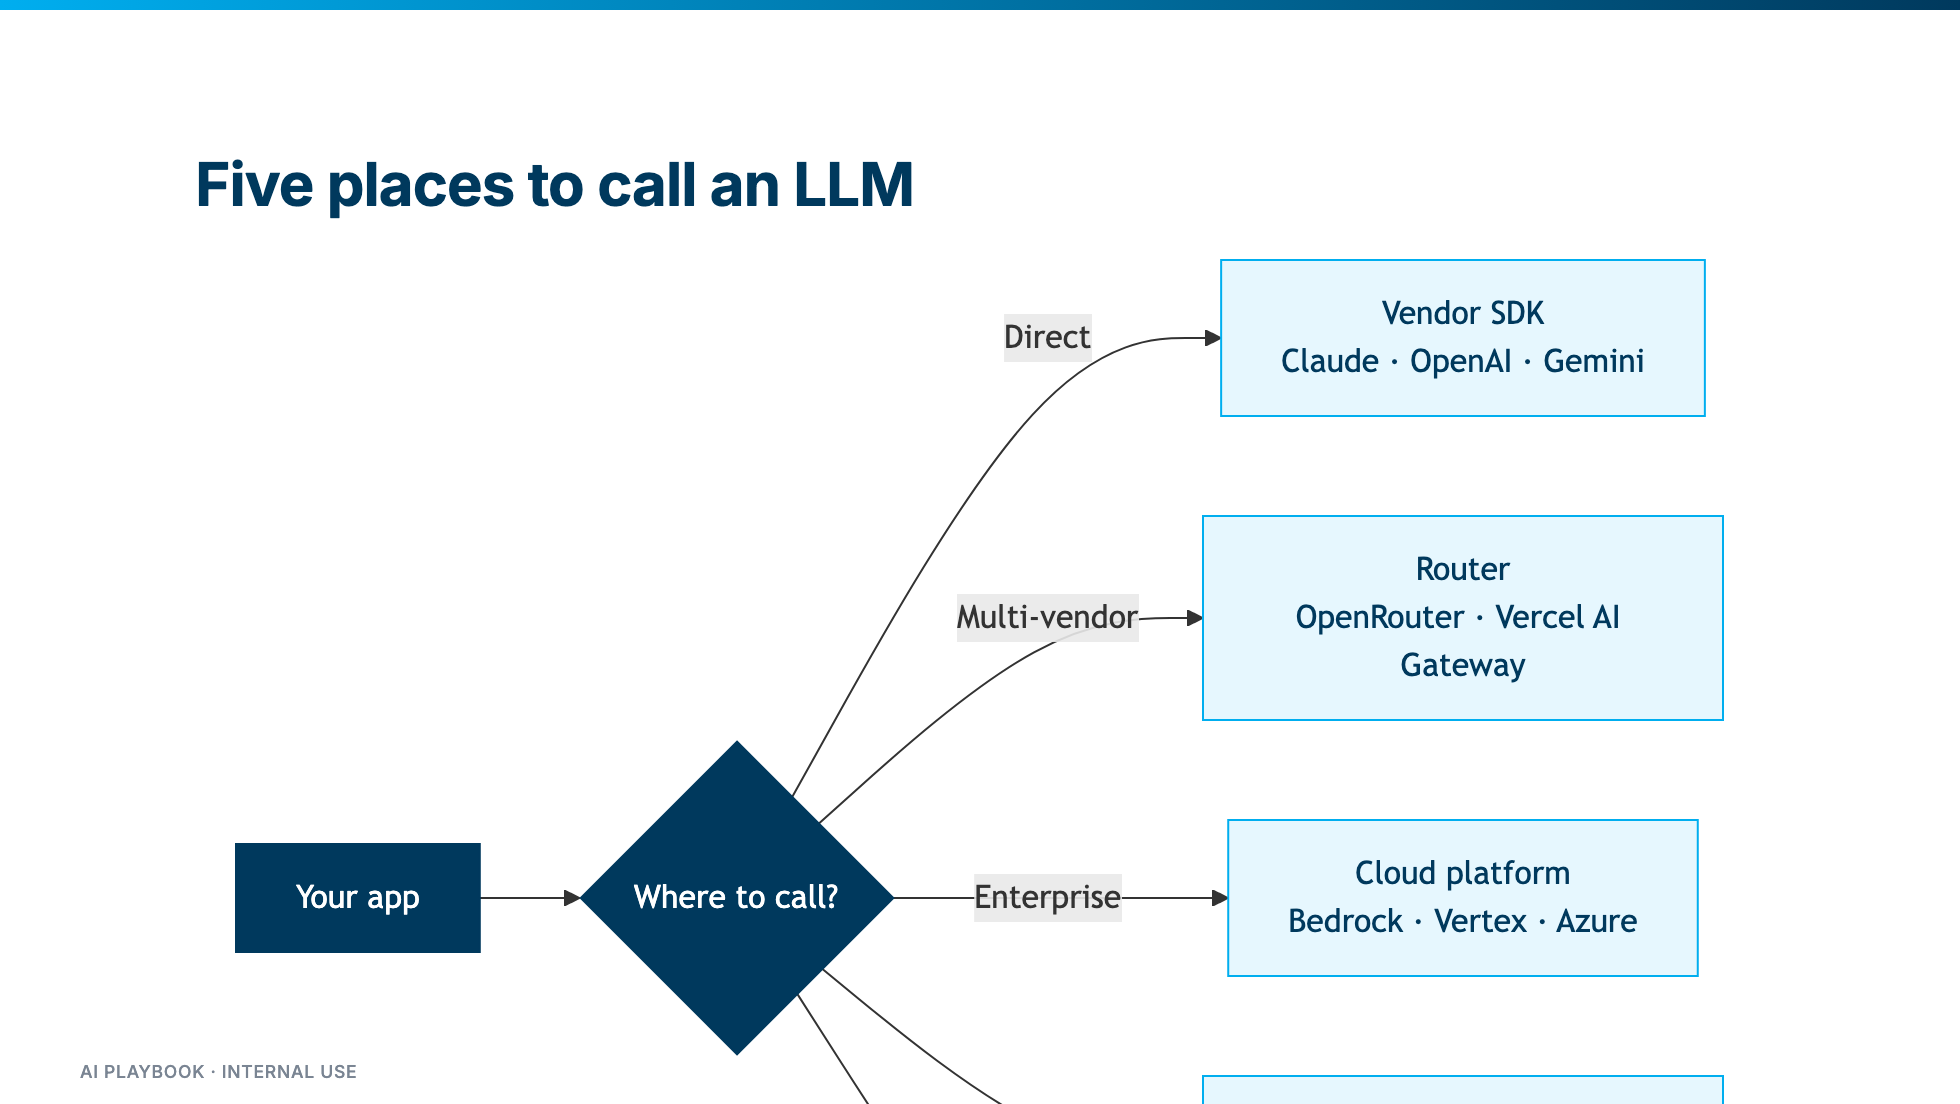 Five places to call an LLM
Direct
Vendor SDK
Claude · OpenAI · Gemini
Multi-vendor
Router
OpenRouter · Vercel AI
Gateway
Your app
Where to call?
Enterprise
Cloud platform
Bedrock · Vertex · Azure
AI PLAYBOOK · INTERNAL USE